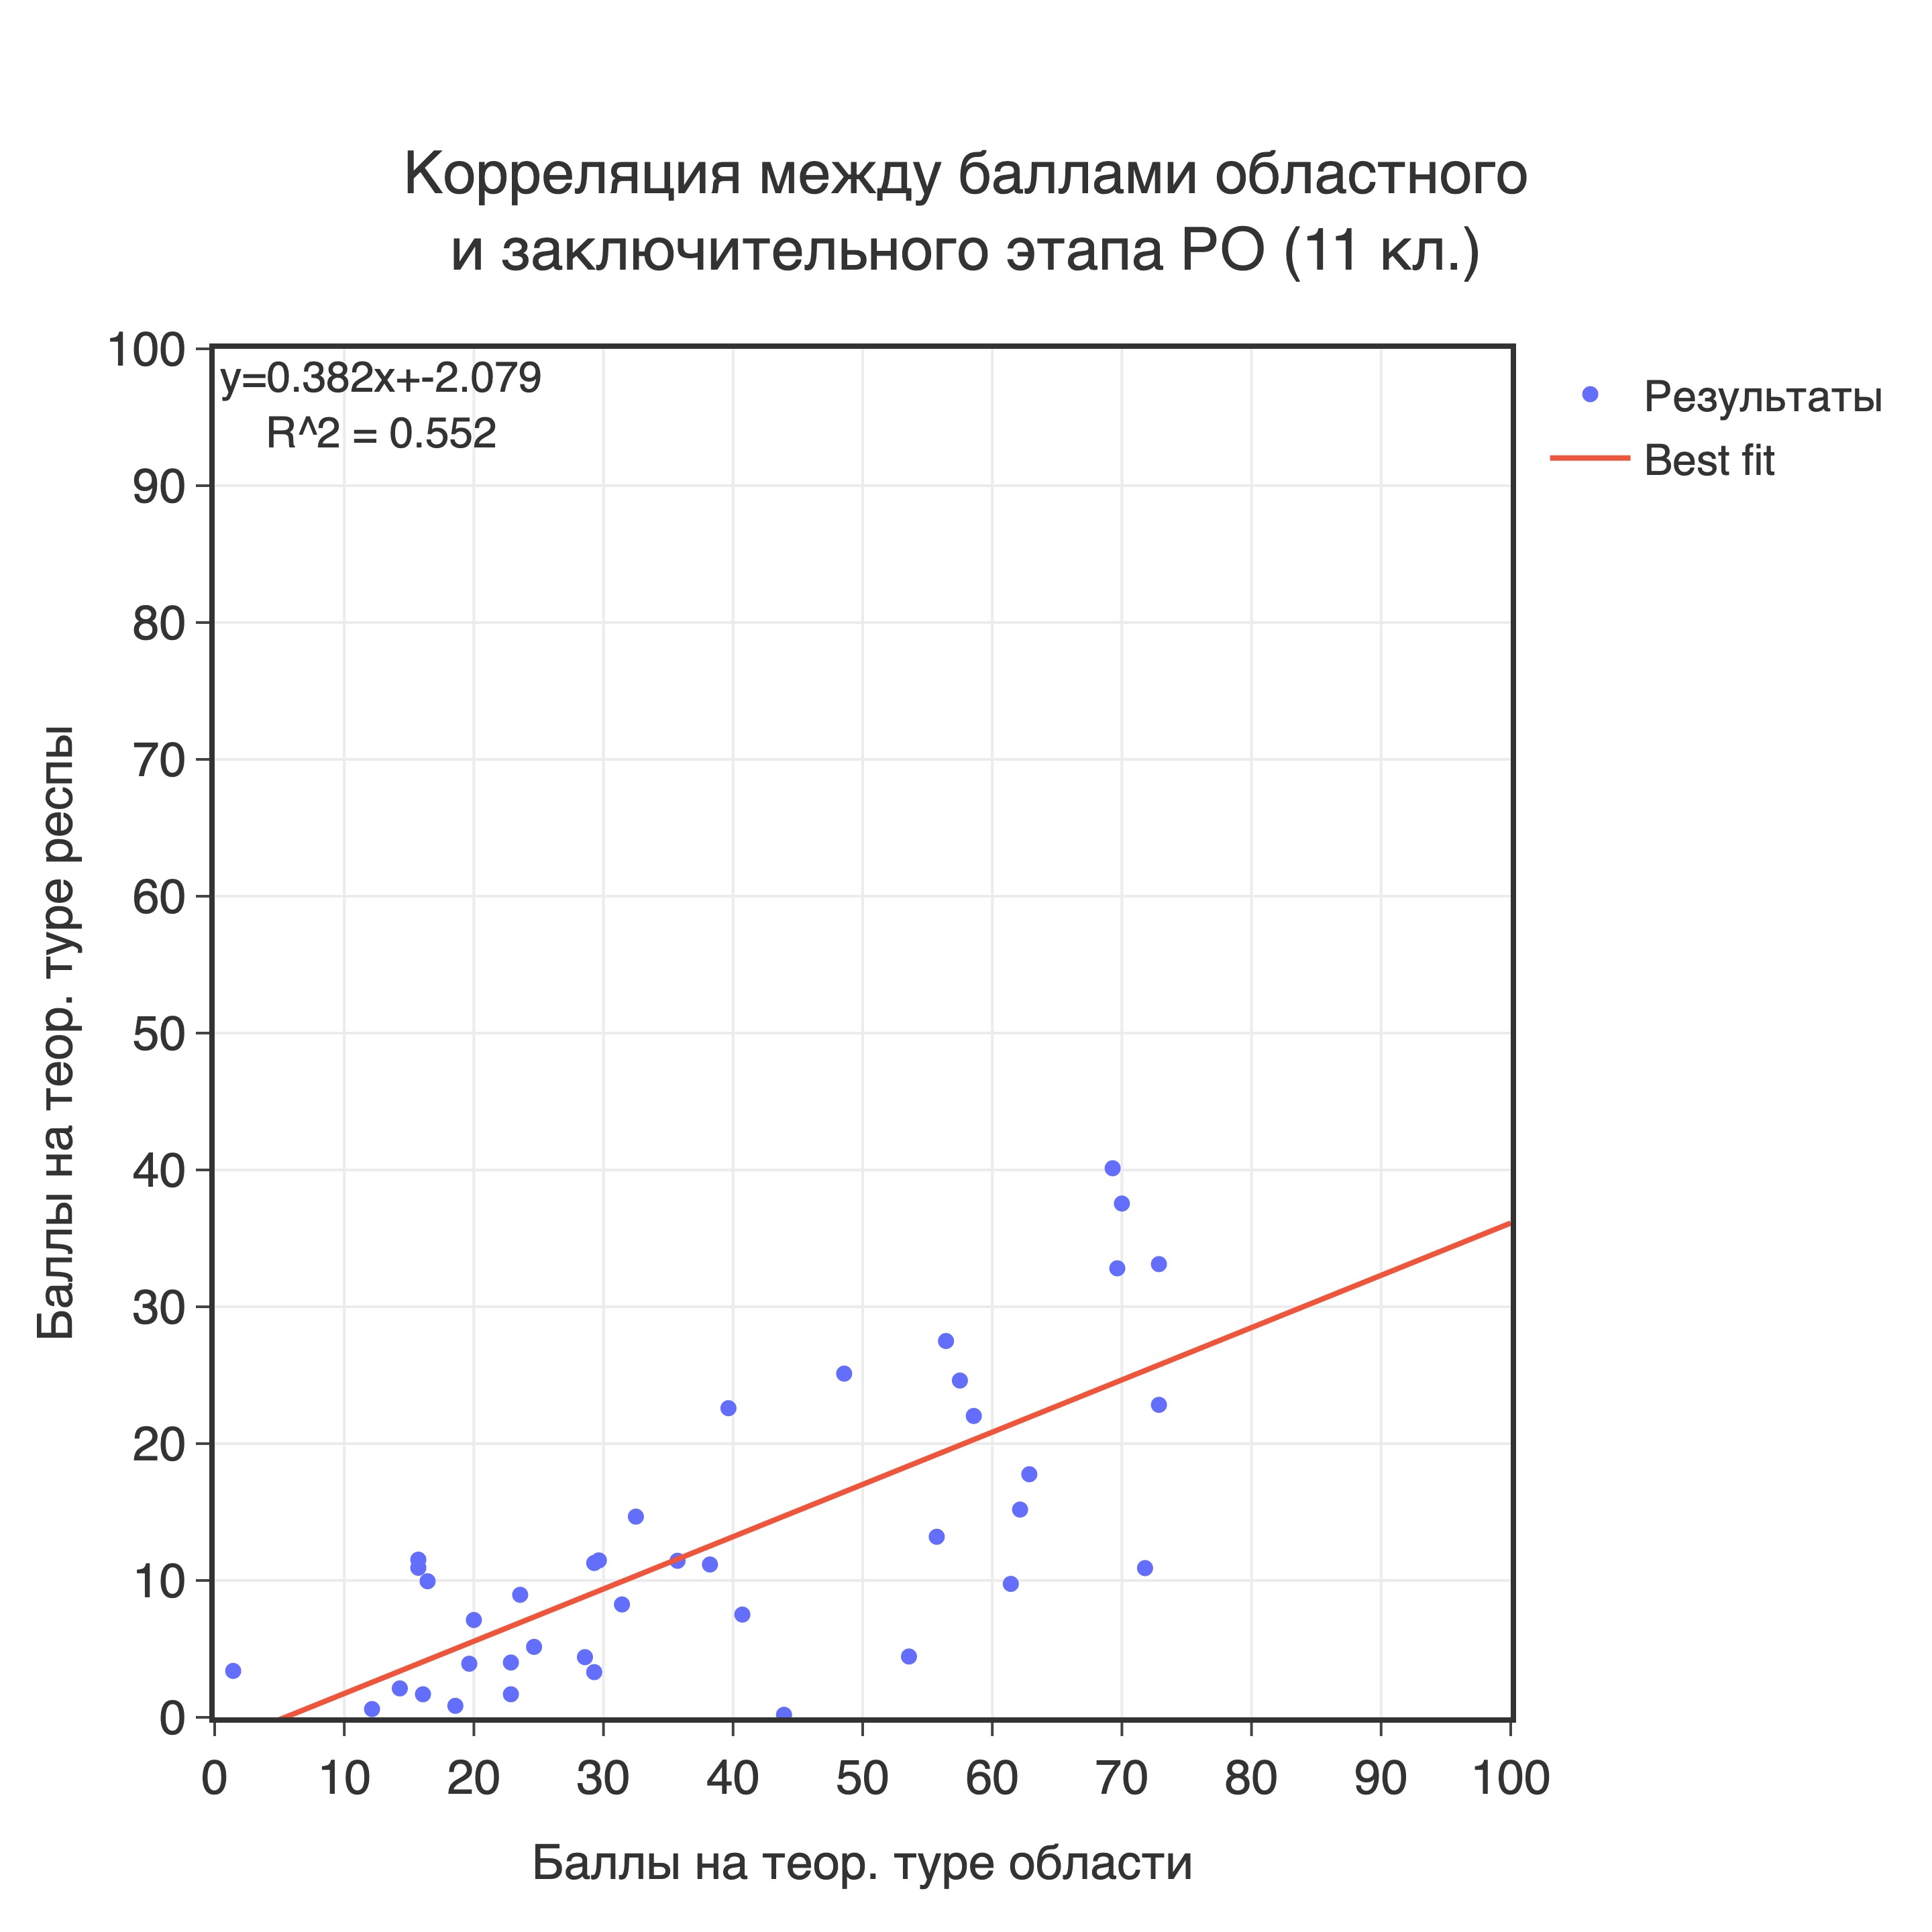 Корреляция между баллами областного
и заключительного этапа РО (11 кл.)
y=0.382x+-2.079
R^2 = 0.552
Результаты
Best fit
Баллы на теор. туре респы
100
90
80
70
60
50
40
30
20
10
0
0 10 20 30 40 50 60 70 80 90 100
Баллы на теор. туре области